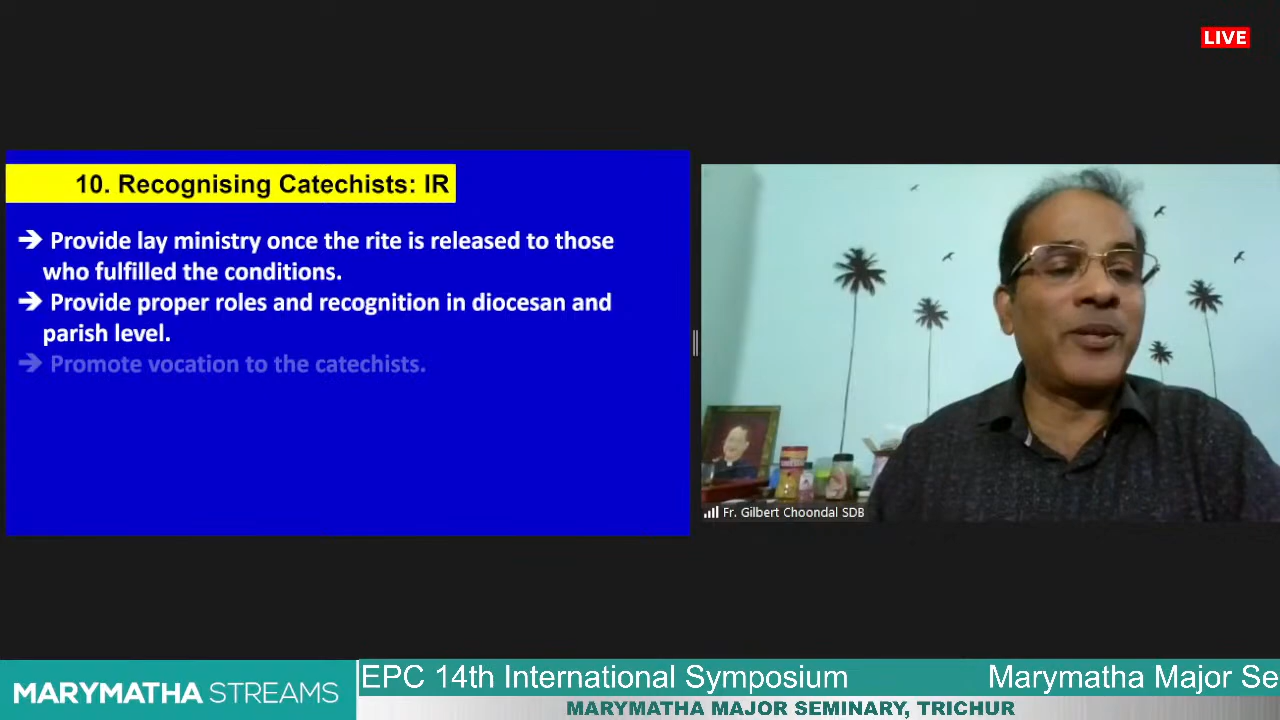 LIVE
10. Recognising Catechists: IR
➔ Provide lay ministry once the rite is released to those
who fulfilled the conditions.
➔ Provide proper roles and recognition in diocesan and
parish level.
➔ Promote vocation to the catechists.
Fr. Gilbert Choondal SDB
MARYMATHA STREAMS
EPC 14th International Symposium
Marymatha Major Se
MARYMATHA MAJOR SEMINARY, TRICHUR